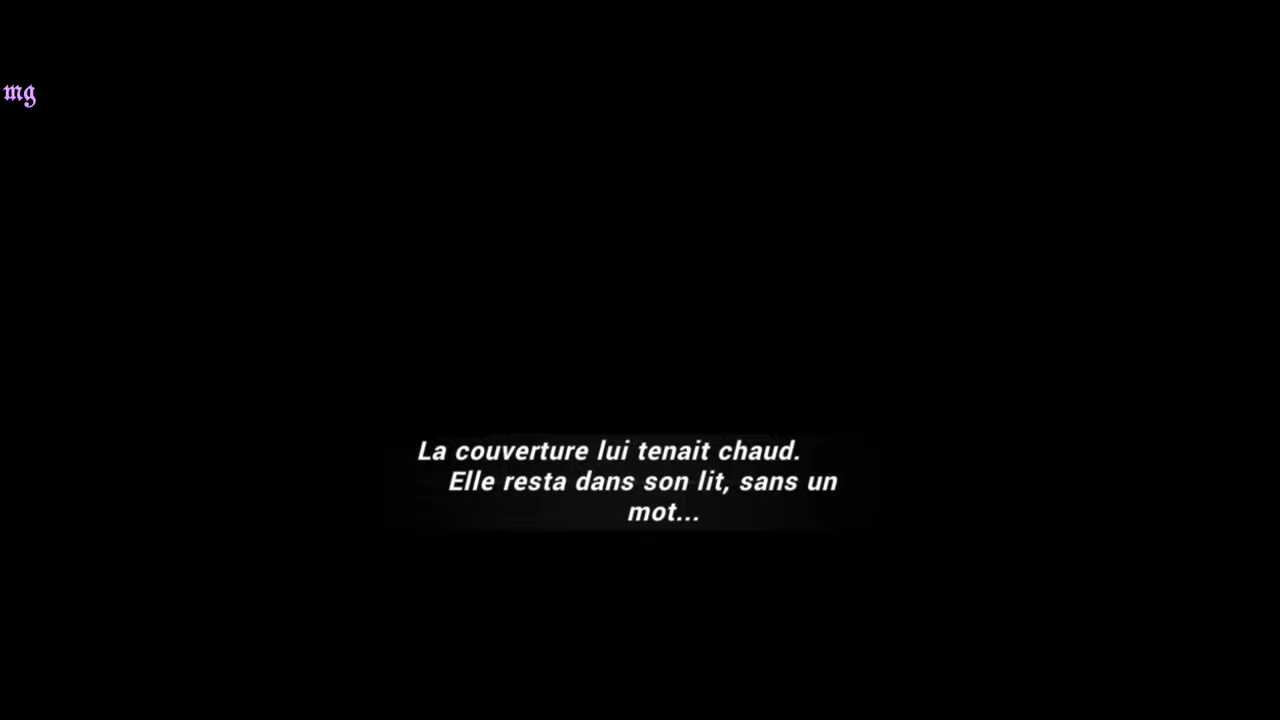 mg
La couverture lui tenait chaud.
Elle resta dans son lit, sans un
mot...